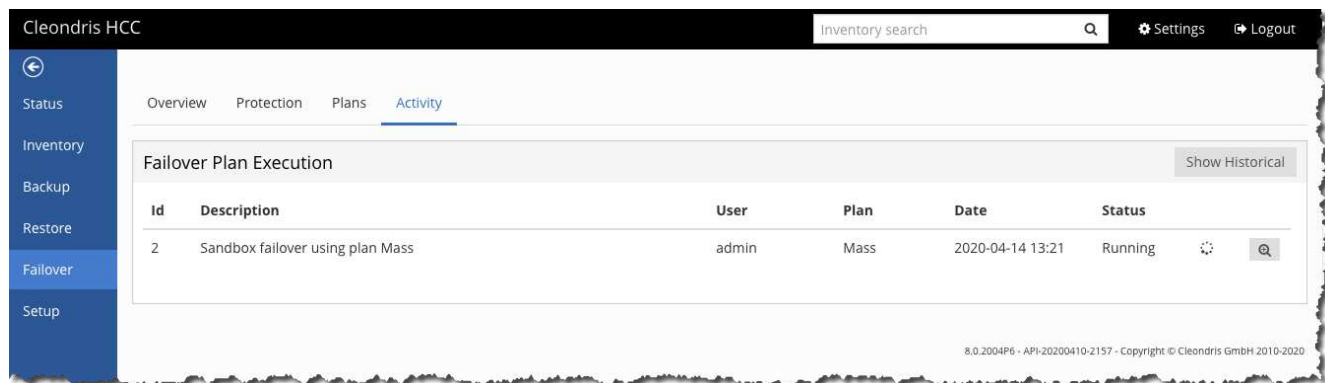 Cleondris HCC
Inventory search
Settings
Logout
Status
Inventory
Backup
Restore
Failover
Setup
Overview Protection Plans Activity
Failover Plan Execution
Show Historical
Id Description User Plan Date Status
2 Sandbox failover using plan Mass admin Mass 2020-04-14 13:21 Running
8.0.2004P6 - API-20200410-2157 - Copyright © Cleondris GmbH 2010-2020